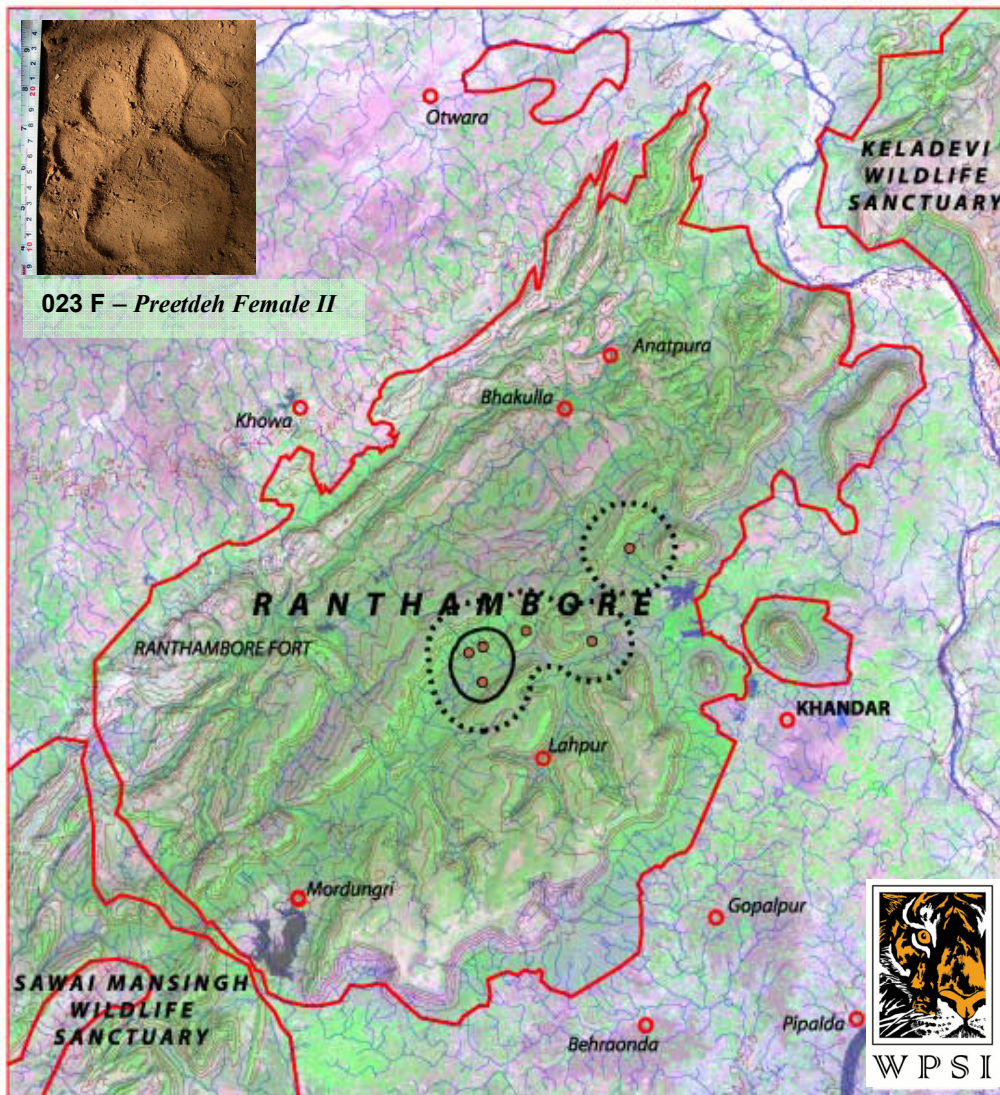 023 F – Preetdeh Female II
Otwara
KELADEVI
WILDLIFE
SANCTUARY
Anatpura
Bhakulla
Khowa
RANTHAMBORE
RANTHAMBORE FORT
KHANDAR
Lahpur
Mordungri
Gopalpur
SAWAI MANSINGH
WILDLIFE
SANCTUARY
Behraonda
Pipalda
WPSI